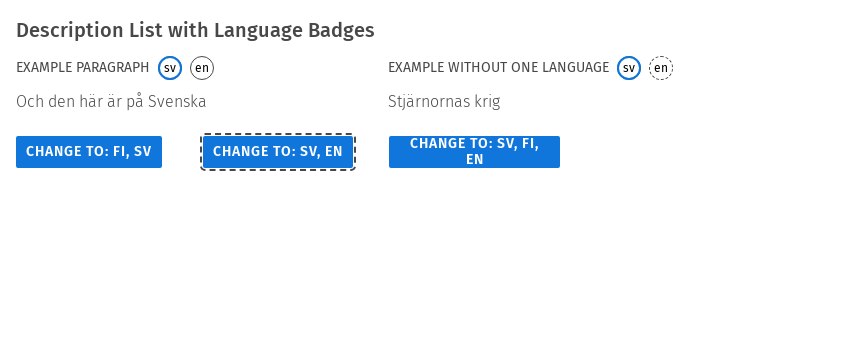 Description List with Language Badges
EXAMPLE PARAGRAPH sv en
EXAMPLE WITHOUT ONE LANGUAGE sv en
Och den här är på Svenska
Stjärnornas krig
CHANGE TO: FI, SV
CHANGE TO: SV, EN
CHANGE TO: SV, FI,
EN